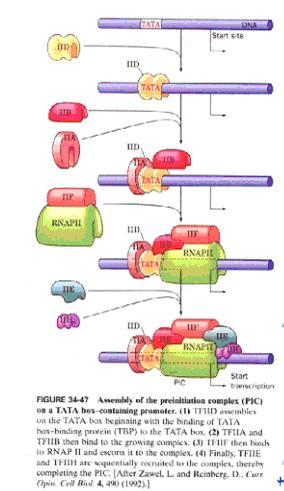 TATA DNA
Start site
IID
IID
TATA
IIB
IIA
IID
IIB
IIA
TATA
IIF
RNAPII
IID
IIF
IIA
IIB
RNAPII
TATA
IIE
IIH
IID
IIF
IIA
IIB
IIE
RNAPII
IIH
TATA
PIC
Start
transcription
FIGURE 34-47 Assembly of the preinitiation complex (PIC)
on a TATA box–containing promoter. (1) TFIID assembles
on the TATA box beginning with the binding of TATA
box–binding protein (TBP) to the TATA box. (2) TFIIA and
TFIIB then bind to the growing complex. (3) TFIIF then binds
to RNAP II and escorts it to the complex. (4) Finally, TFIIE
and TFIIH are sequentially recruited to the complex, thereby
completing the PIC. [After Zawel, L. and Reinberg, D., Curr.
Opin. Cell Biol. 4, 490 (1992).]